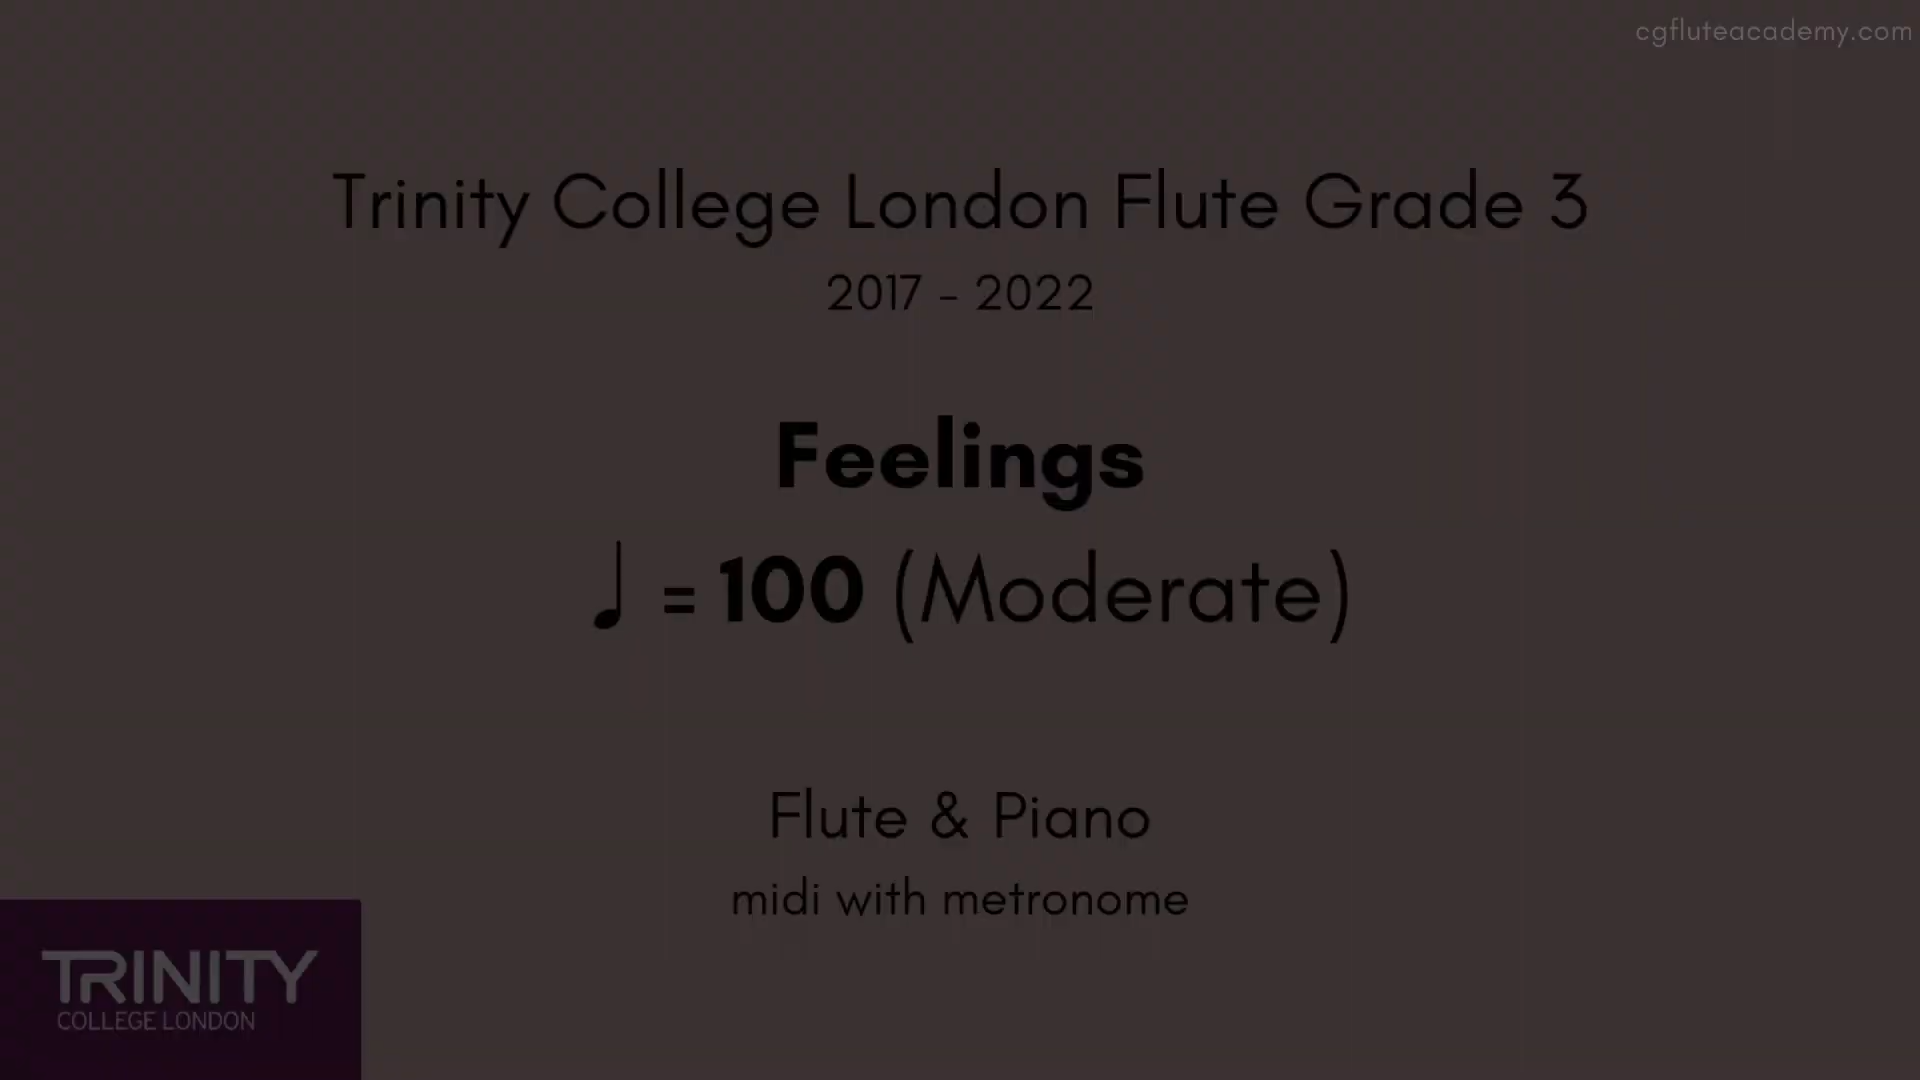 cgfluteacademy.com
Trinity College London Flute Grade 3
2017 - 2022
Feelings
♩ = 100 (Moderate)
Flute & Piano
midi with metronome
TRINITY
COLLEGE LONDON